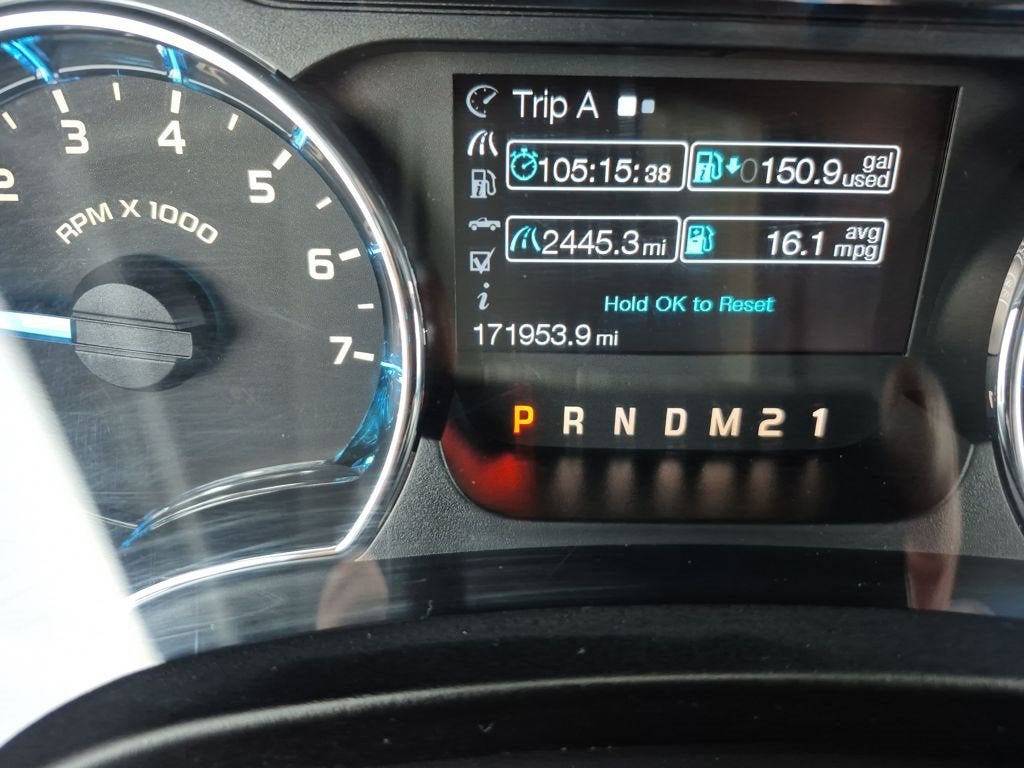 Trip A
105:15:38
0150.9 gal used
2445.3 mi
16.1 avg mpg
Hold OK to Reset
171953.9 mi
P R N D M 2 1
2 3 4 5 6 7
RPM X 1000